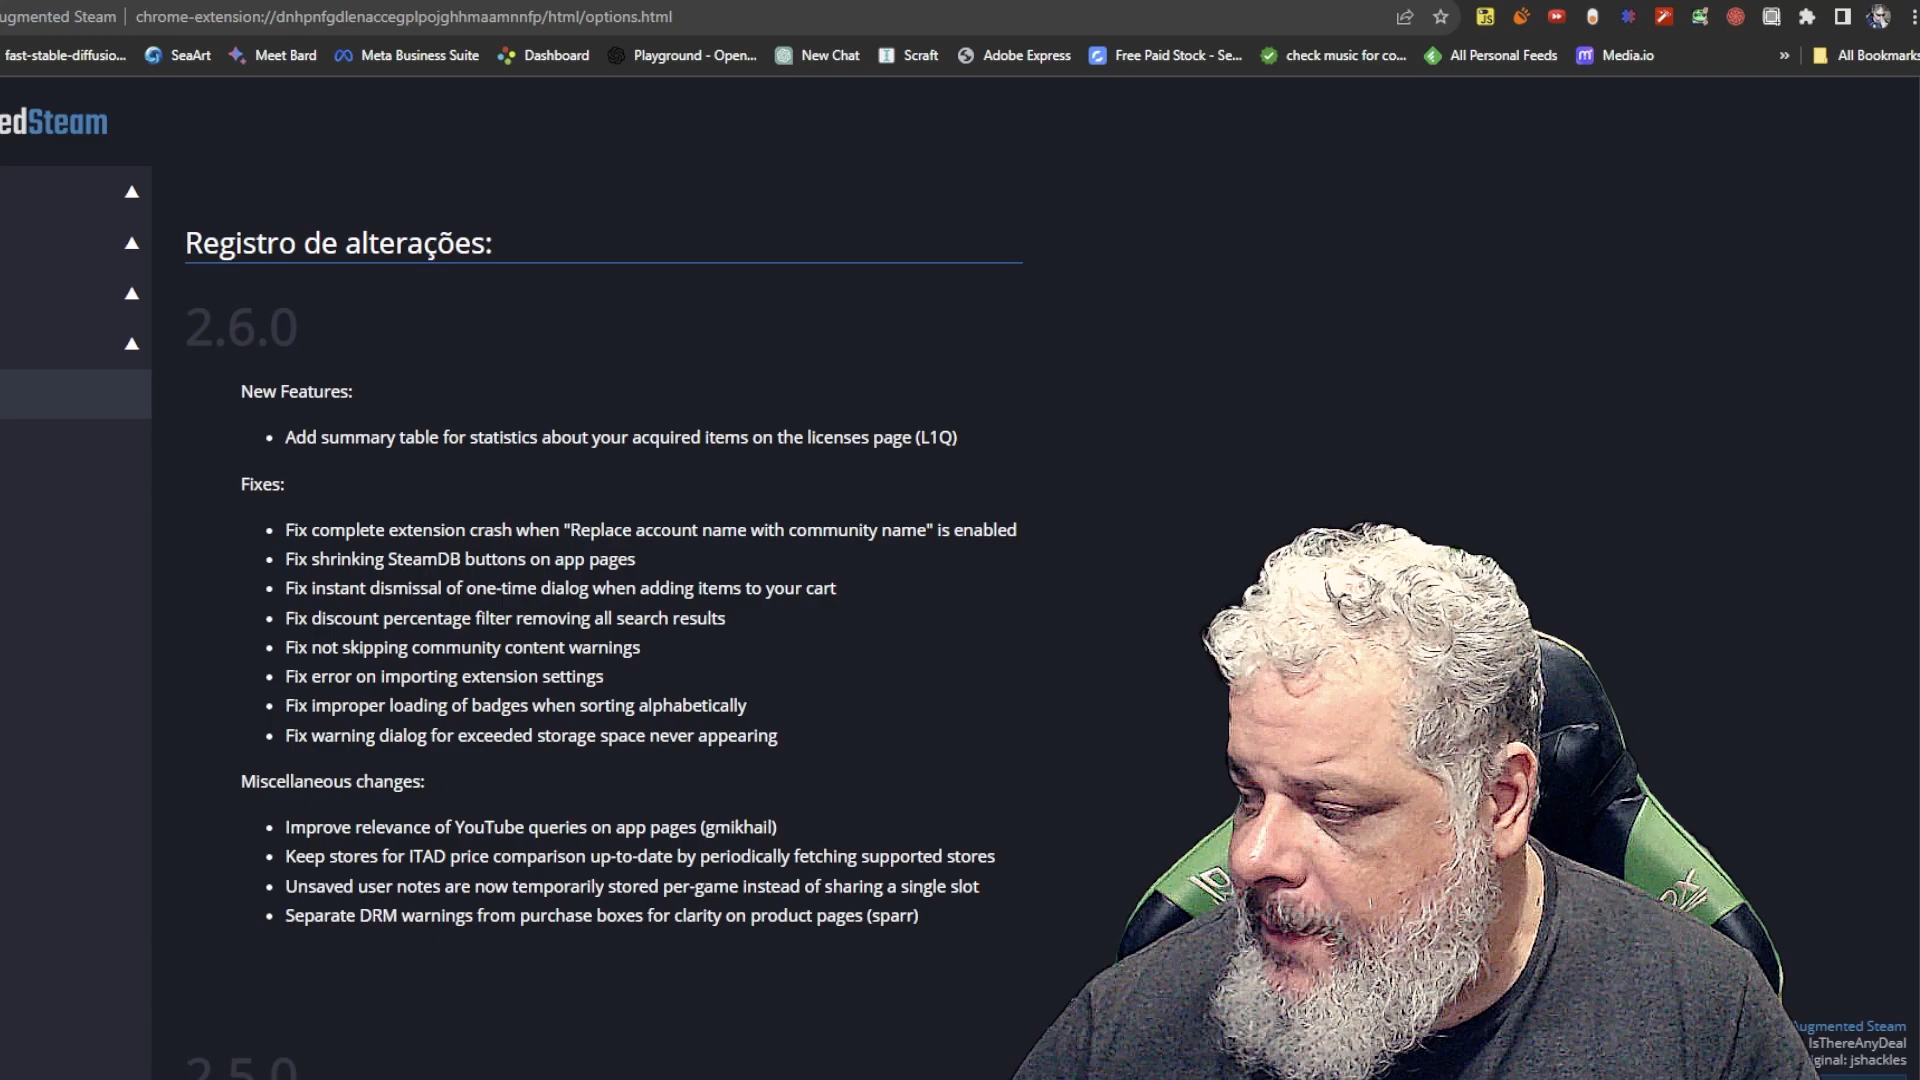 ugmented Steam | chrome-extension://dnhpnfgdlenaccegplpojghhmaamnnfp/html/options.html
fast-stable-diffusio... SeaArt Meet Bard Meta Business Suite Dashboard Playground - Open... New Chat Scraft Adobe Express Free Paid Stock - Se... check music for co... All Personal Feeds Media.io » All Bookmarks
edSteam
Registro de alterações:
2.6.0
New Features:
• Add summary table for statistics about your acquired items on the licenses page (L1Q)
Fixes:
• Fix complete extension crash when "Replace account name with community name" is enabled
• Fix shrinking SteamDB buttons on app pages
• Fix instant dismissal of one-time dialog when adding items to your cart
• Fix discount percentage filter removing all search results
• Fix not skipping community content warnings
• Fix error on importing extension settings
• Fix improper loading of badges when sorting alphabetically
• Fix warning dialog for exceeded storage space never appearing
Miscellaneous changes:
• Improve relevance of YouTube queries on app pages (gmikhail)
• Keep stores for ITAD price comparison up-to-date by periodically fetching supported stores
• Unsaved user notes are now temporarily stored per-game instead of sharing a single slot
• Separate DRM warnings from purchase boxes for clarity on product pages (sparr)
2.5.0
Augmented Steam
IsThereAnyDeal
iginal: jshackles